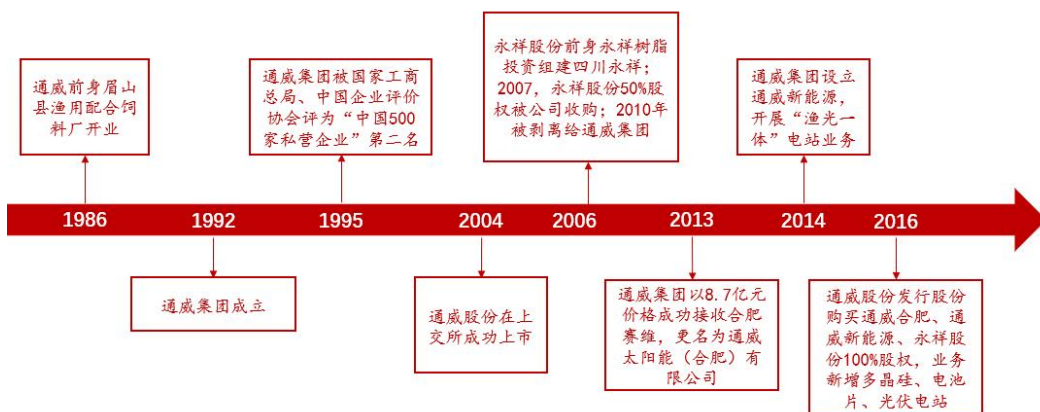 通威前身眉山
县渔用配合饲
料厂开业
通威集团被国家工商
总局、中国企业评价
协会评为“中国500
家私营企业”第二名
永祥股份前身永祥树脂
投资组建四川永祥；
2007，永祥股份50%股
权被公司收购；2010年
被剥离给通威集团
通威集团设立
通威新能源，
开展“渔光一
体”电站业务
1986
1992
1995
2004
2006
2013
2014
2016
通威集团成立
通威股份在上
交所成功上市
通威集团以8.7亿元
价格成功接收合肥
赛维，更名为通威
太阳能（合肥）有
限公司
通威股份发行股份
购买通威合肥、通
威新能源、永祥股
份100%股权，业务
新增多晶硅、电池
片、光伏电站